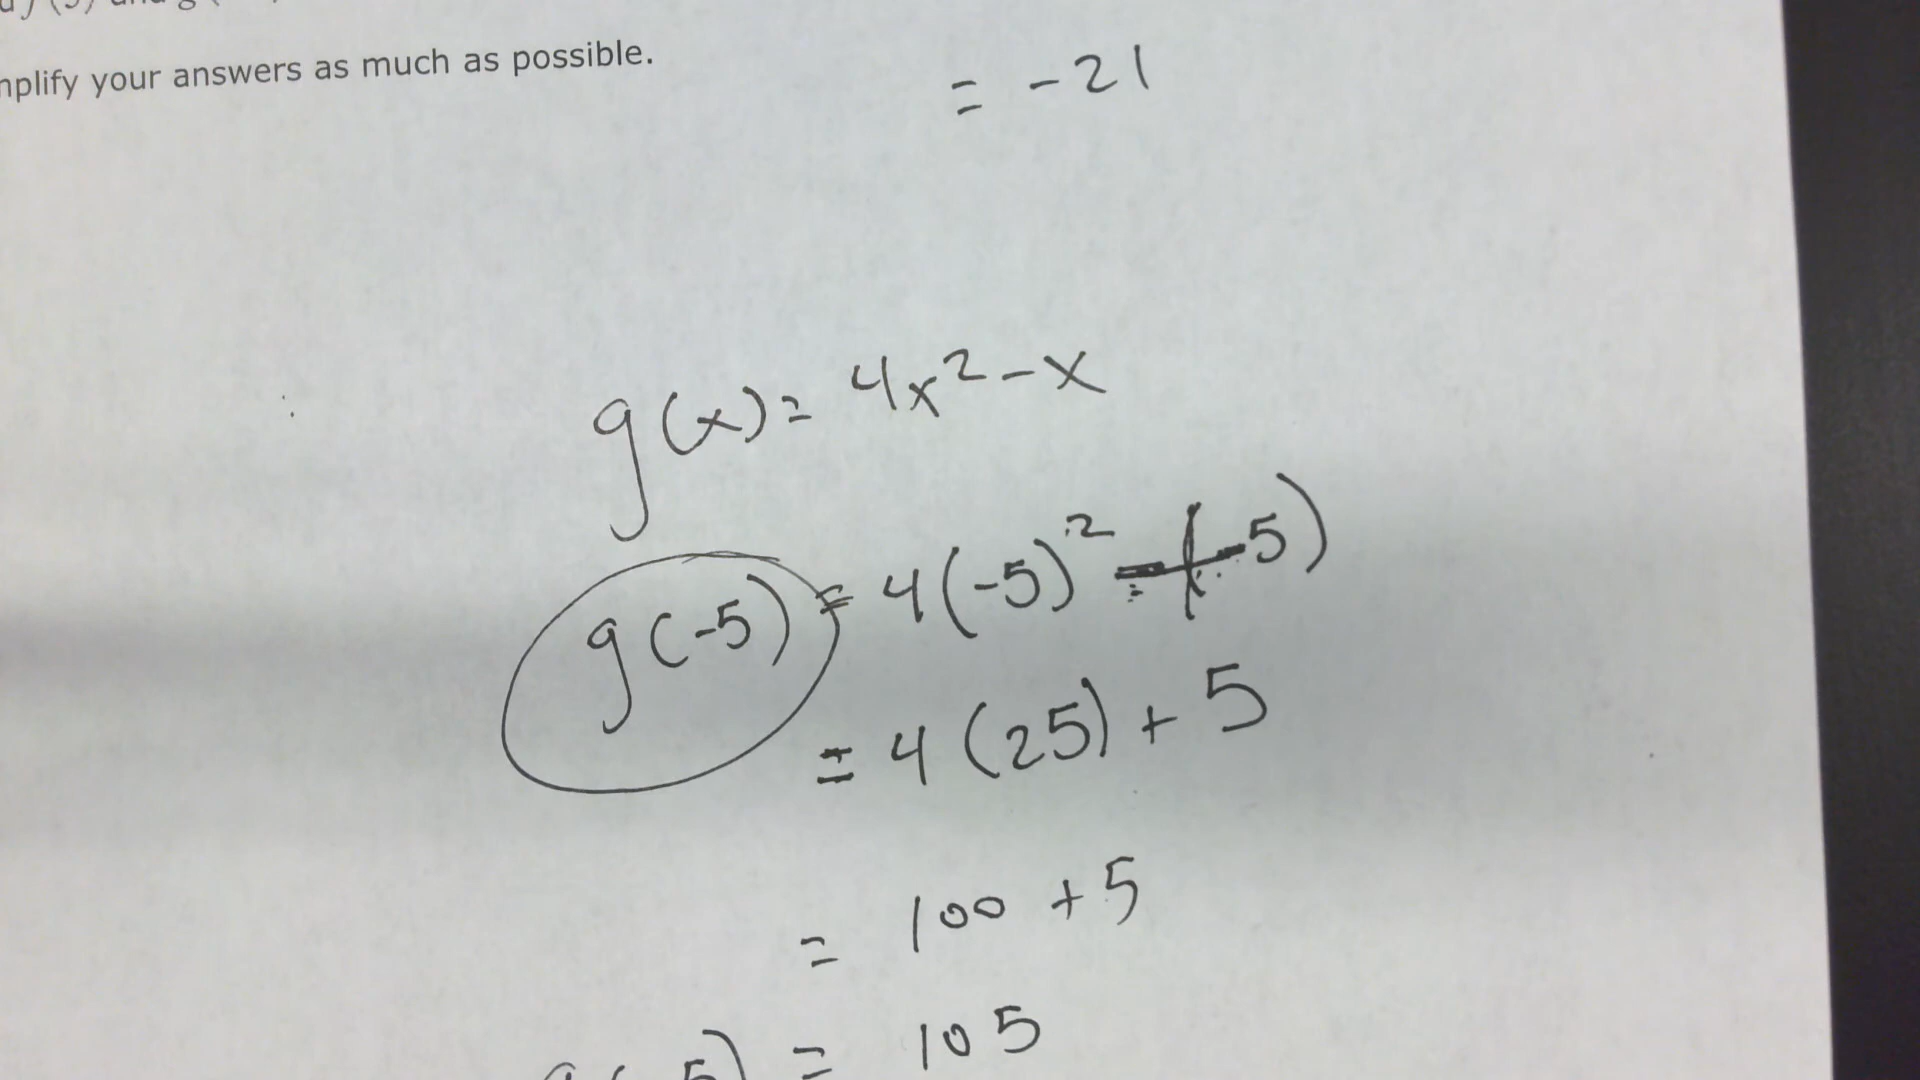 your answers as much as possible.
= -21
g(x) = 4x² - x
g(-5) = 4(-5)² - (-5)
= 4(25) + 5
= 100 + 5
= 105